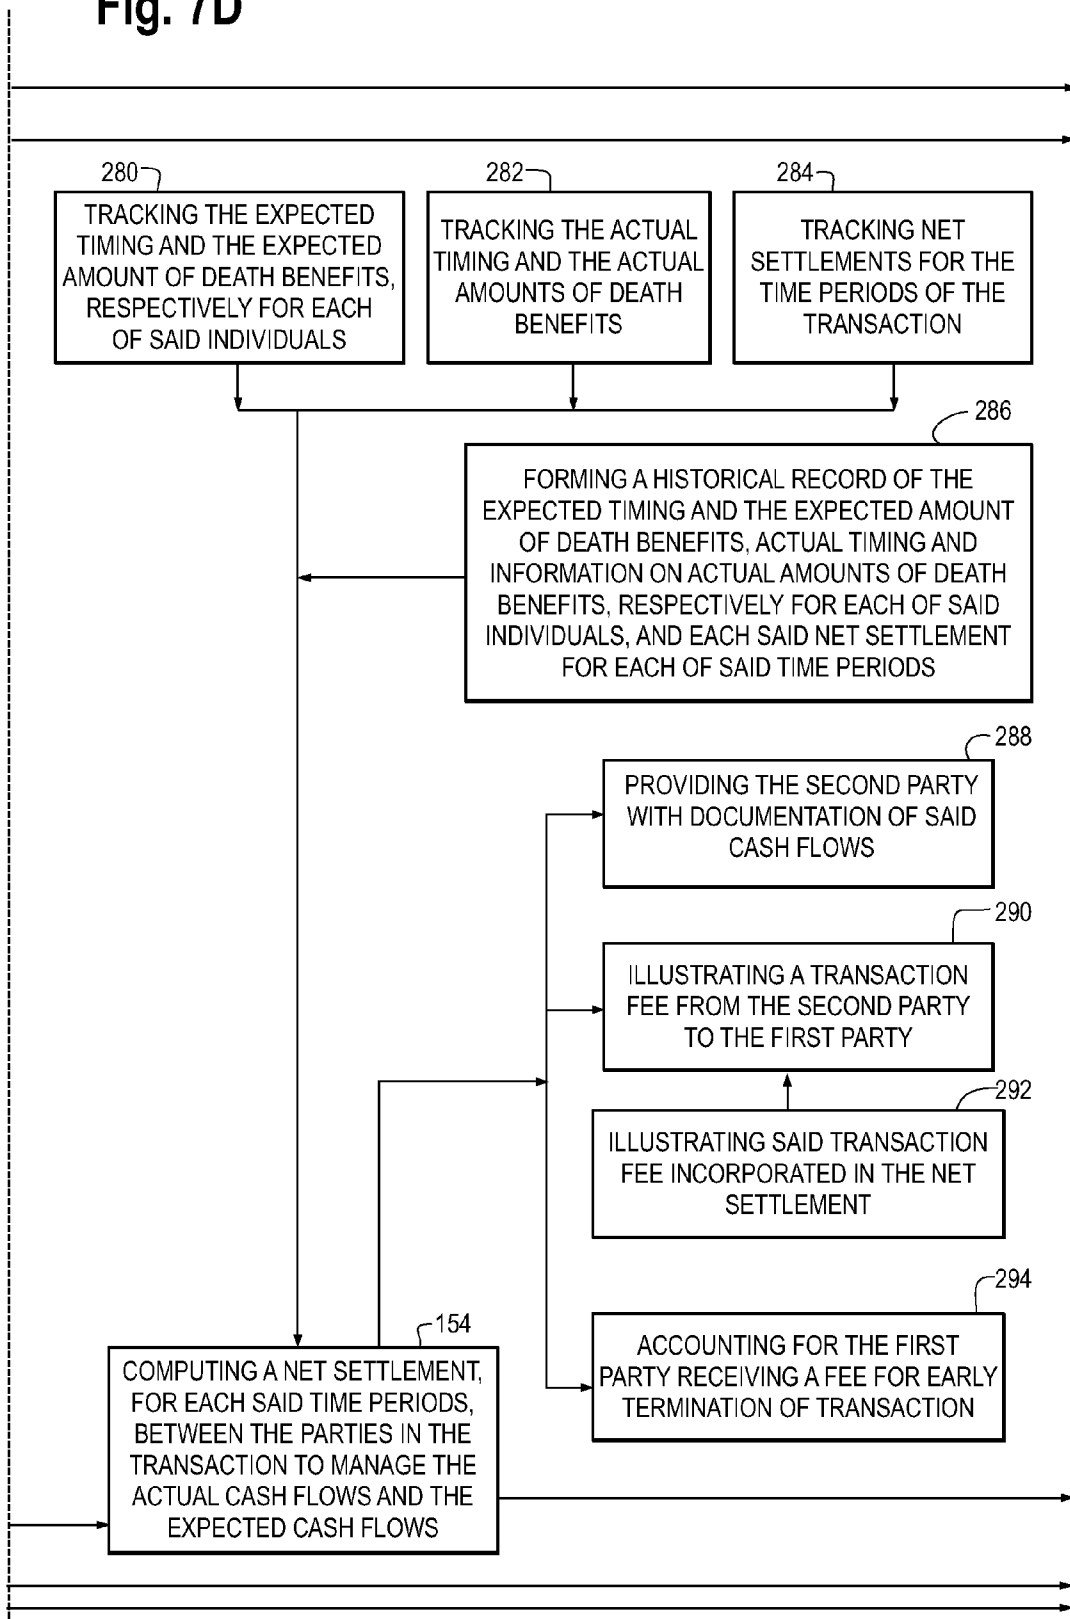 Fig. 7D
280
TRACKING THE EXPECTED
TIMING AND THE EXPECTED
AMOUNT OF DEATH BENEFITS,
RESPECTIVELY FOR EACH
OF SAID INDIVIDUALS
282
TRACKING THE ACTUAL
TIMING AND THE ACTUAL
AMOUNTS OF DEATH
BENEFITS
284
TRACKING NET
SETTLEMENTS FOR THE
TIME PERIODS OF THE
TRANSACTION
286
FORMING A HISTORICAL RECORD OF THE
EXPECTED TIMING AND THE EXPECTED AMOUNT
OF DEATH BENEFITS, ACTUAL TIMING AND
INFORMATION ON ACTUAL AMOUNTS OF DEATH
BENEFITS, RESPECTIVELY FOR EACH OF SAID
INDIVIDUALS, AND EACH SAID NET SETTLEMENT
FOR EACH OF SAID TIME PERIODS
288
PROVIDING THE SECOND PARTY
WITH DOCUMENTATION OF SAID
CASH FLOWS
290
ILLUSTRATING A TRANSACTION
FEE FROM THE SECOND PARTY
TO THE FIRST PARTY
292
ILLUSTRATING SAID TRANSACTION
FEE INCORPORATED IN THE NET
SETTLEMENT
294
ACCOUNTING FOR THE FIRST
PARTY RECEIVING A FEE FOR EARLY
TERMINATION OF TRANSACTION
154
COMPUTING A NET SETTLEMENT,
FOR EACH SAID TIME PERIODS,
BETWEEN THE PARTIES IN THE
TRANSACTION TO MANAGE THE
ACTUAL CASH FLOWS AND THE
EXPECTED CASH FLOWS